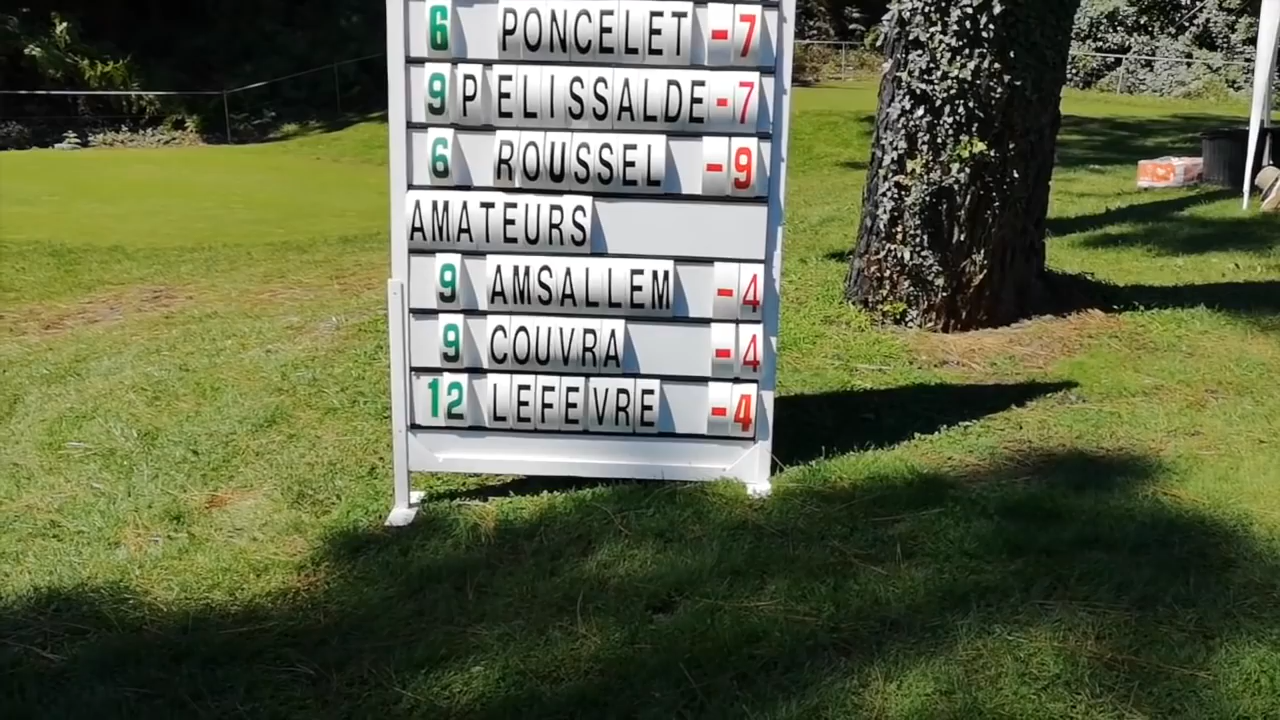 6 PONCELET -7
9 PELISSALDE -7
6 ROUSSEL -9
AMATEURS
9 AMSALLEM -4
9 COUVRA -4
12 LEFEVRE -4